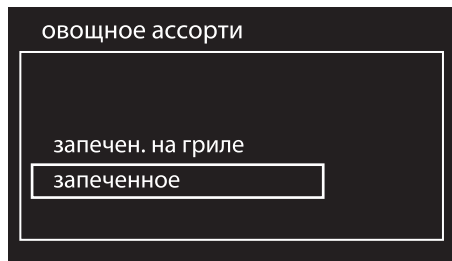 овощное ассорти
запечен. на гриле
запеченное